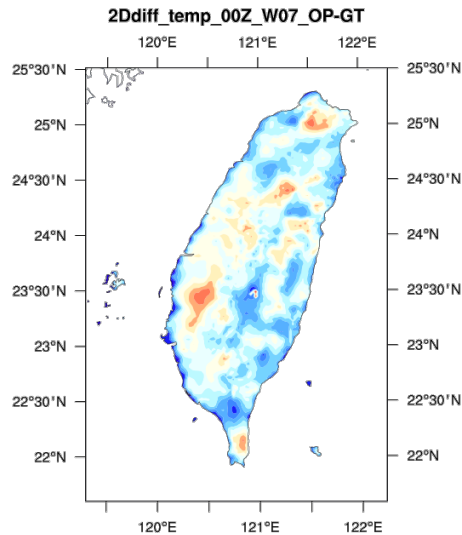 2Ddiff_temp_00Z_W07_OP-GT
120°E 121°E 122°E
25°30'N 25°30'N
25°N 25°N
24°30'N 24°30'N
24°N 24°N
23°30'N 23°30'N
23°N 23°N
22°30'N 22°30'N
22°N 22°N
120°E 121°E 122°E